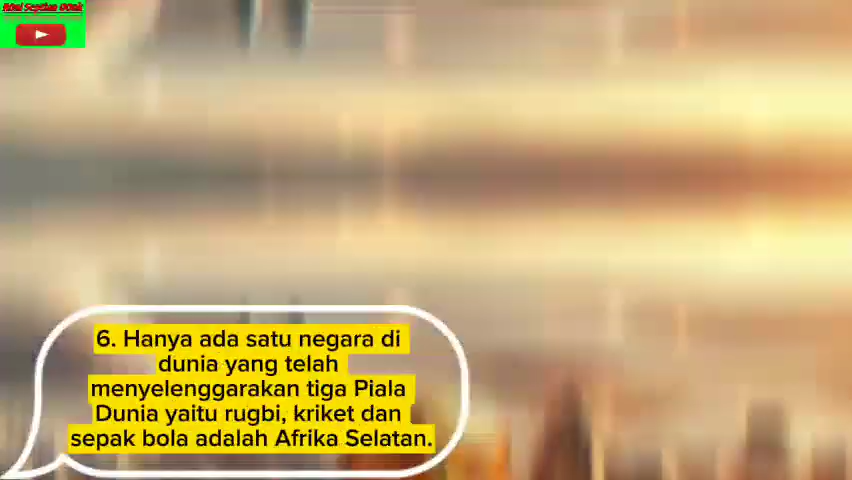 6. Hanya ada satu negara di
dunia yang telah
menyelenggarakan tiga Piala
Dunia yaitu rugbi, kriket dan
sepak bola adalah Afrika Selatan.